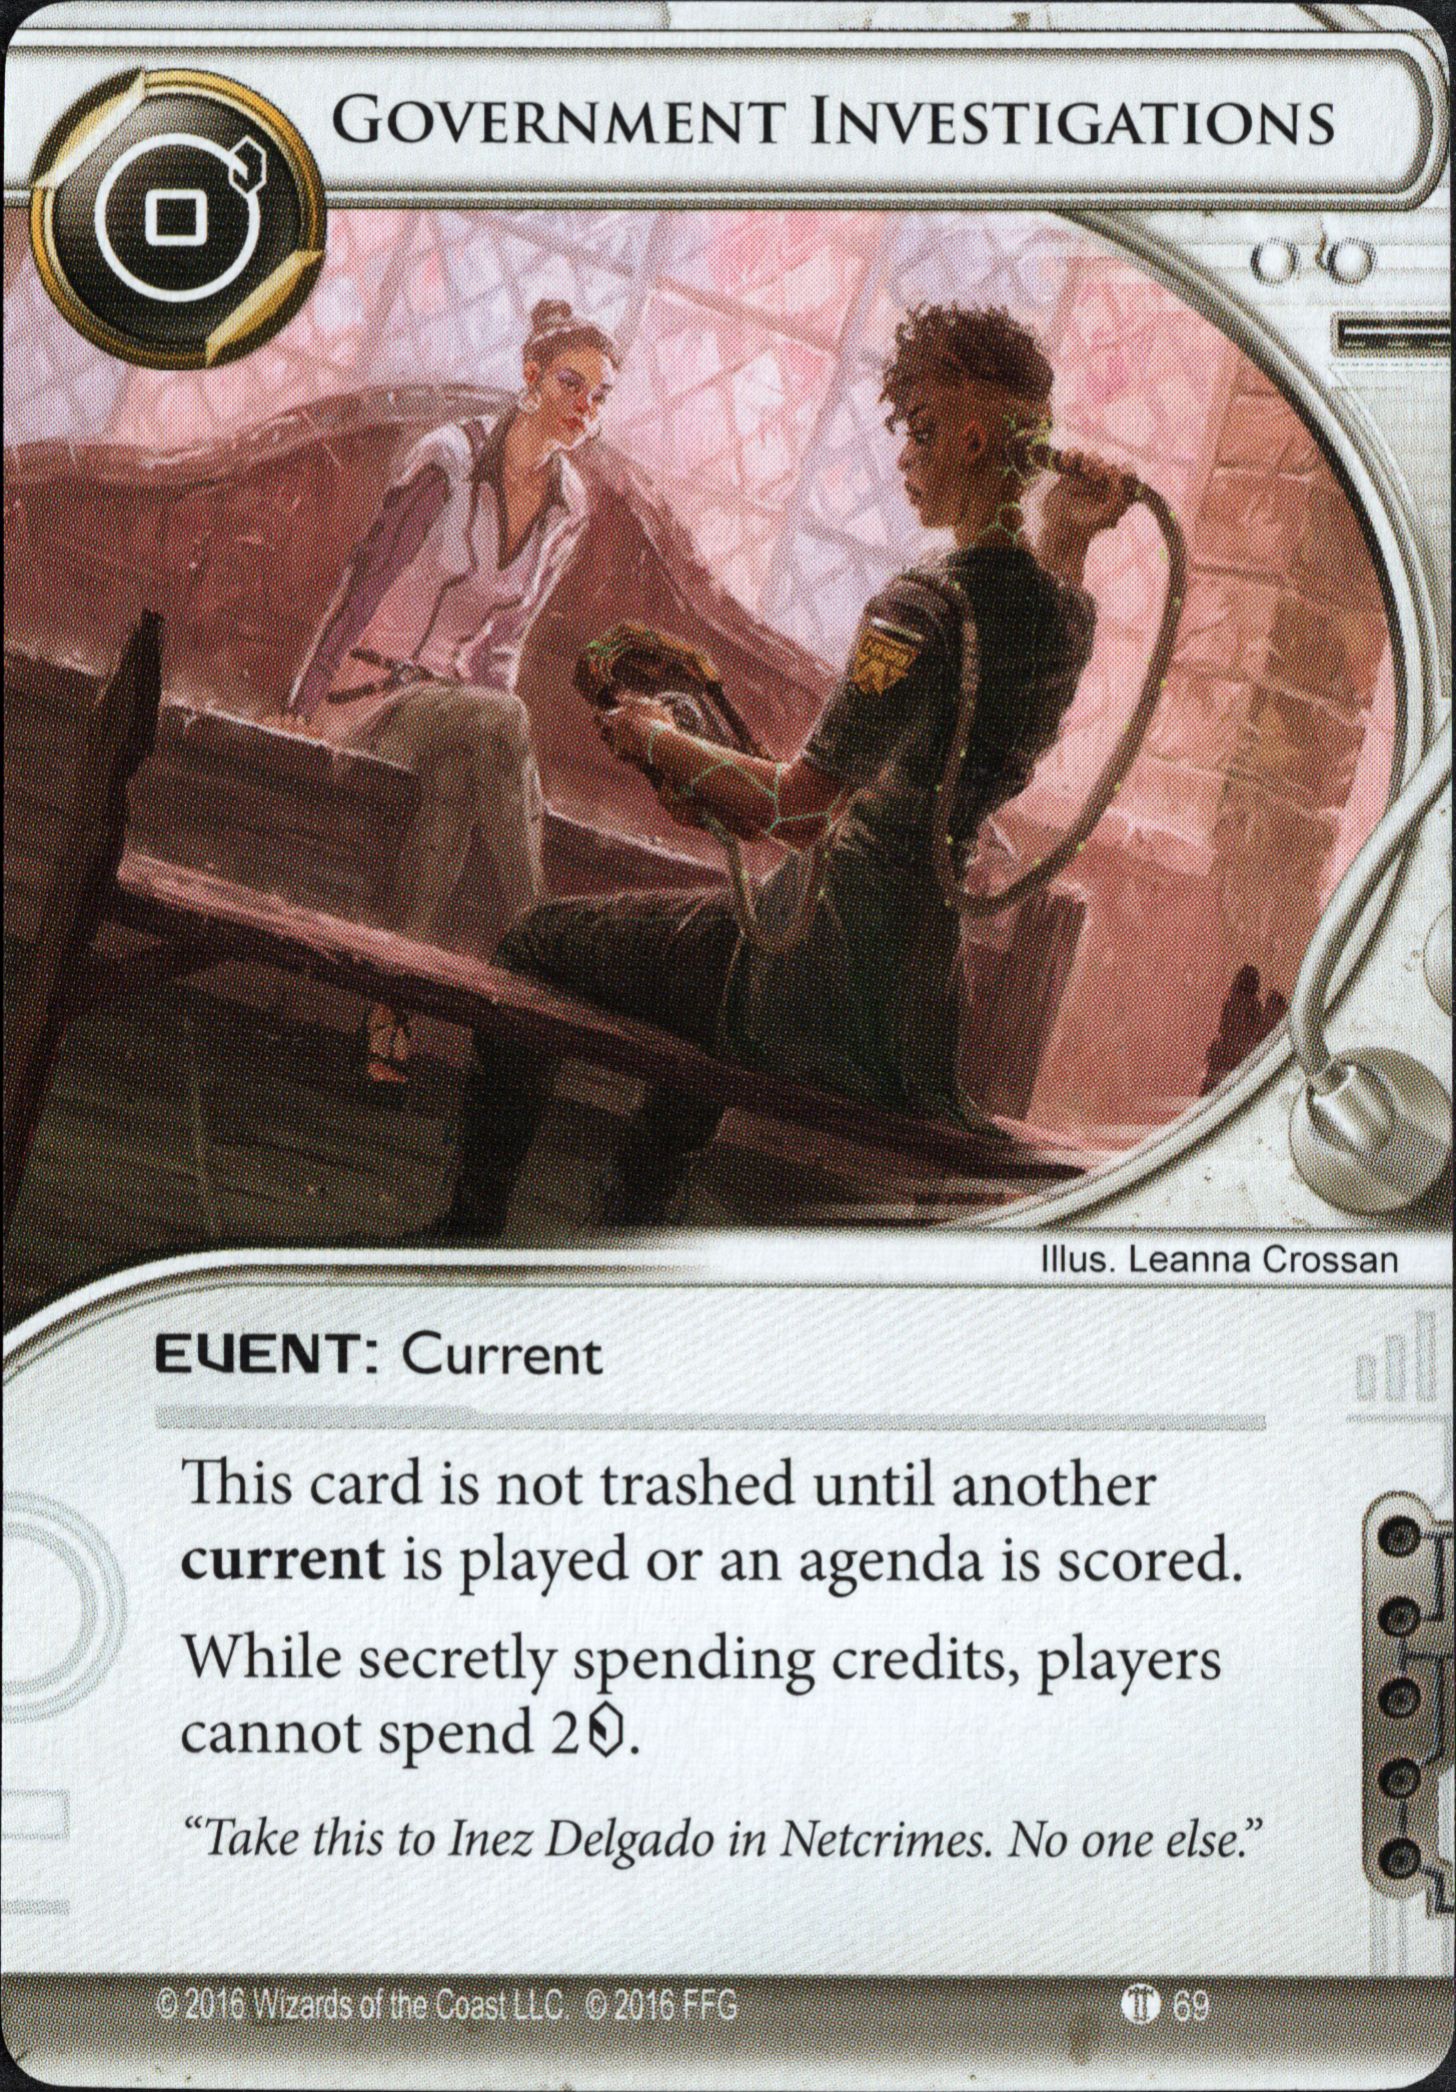 0
GOVERNMENT INVESTIGATIONS
Illus. Leanna Crossan
EVENT: Current
This card is not trashed until another
current is played or an agenda is scored.
While secretly spending credits, players
cannot spend 2.
“Take this to Inez Delgado in Netcrimes. No one else.”
© 2016 Wizards of the Coast LLC. © 2016 FFG
69